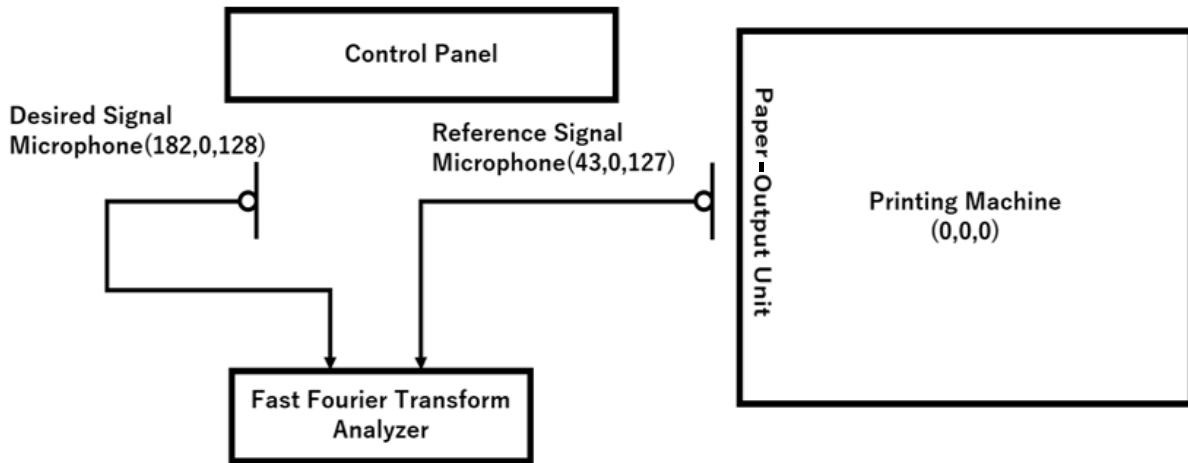 Control Panel
Desired Signal
Microphone(182,0,128)
Reference Signal
Microphone(43,0,127)
Paper-Output Unit
Printing Machine
(0,0,0)
Fast Fourier Transform
Analyzer